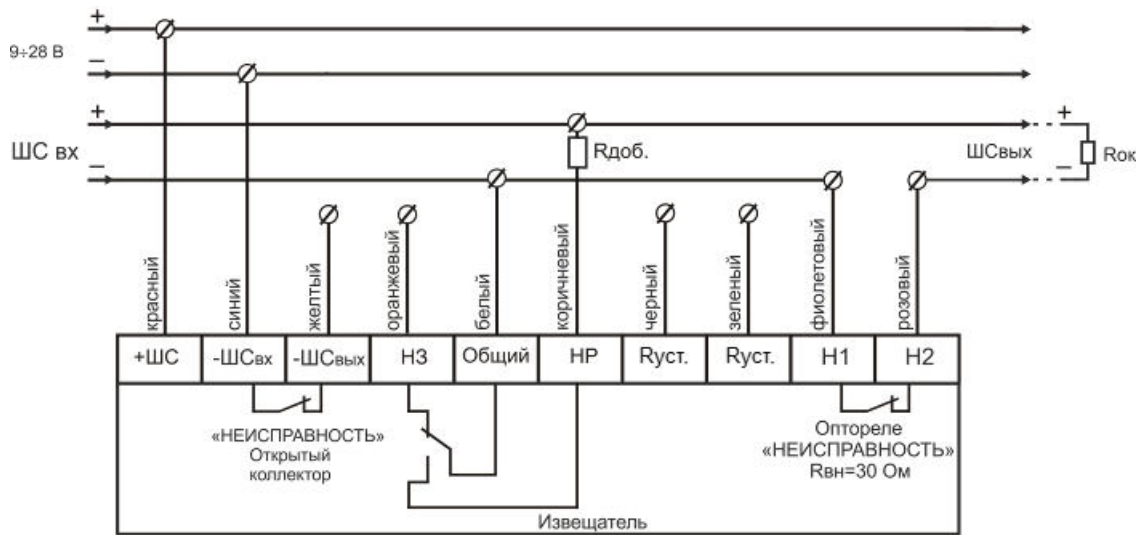 +
9÷28 В
–
+
ШС вх
–
Rдоб.
+
ШСвых
–
Rок
красный
синий
желтый
оранжевый
белый
коричневый
черный
зеленый
фиолетовый
розовый
+ШС
-ШСвх
-ШСвых
НЗ
Общий
НР
Rуст.
Rуст.
Н1
Н2
«НЕИСПРАВНОСТЬ»
Открытый
коллектор
Оптореле
«НЕИСПРАВНОСТЬ»
Rвн=30 Ом
Извещатель